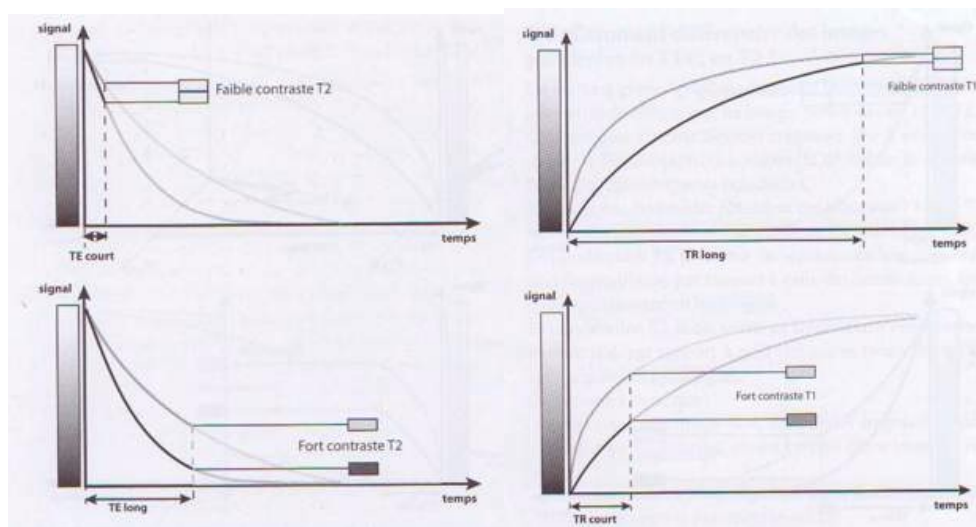 signal
Faible contraste T2
temps
TE court
signal
Faible contraste T1
temps
TR long
signal
Fort contraste T2
temps
TE long
signal
Fort contraste T1
temps
TR court